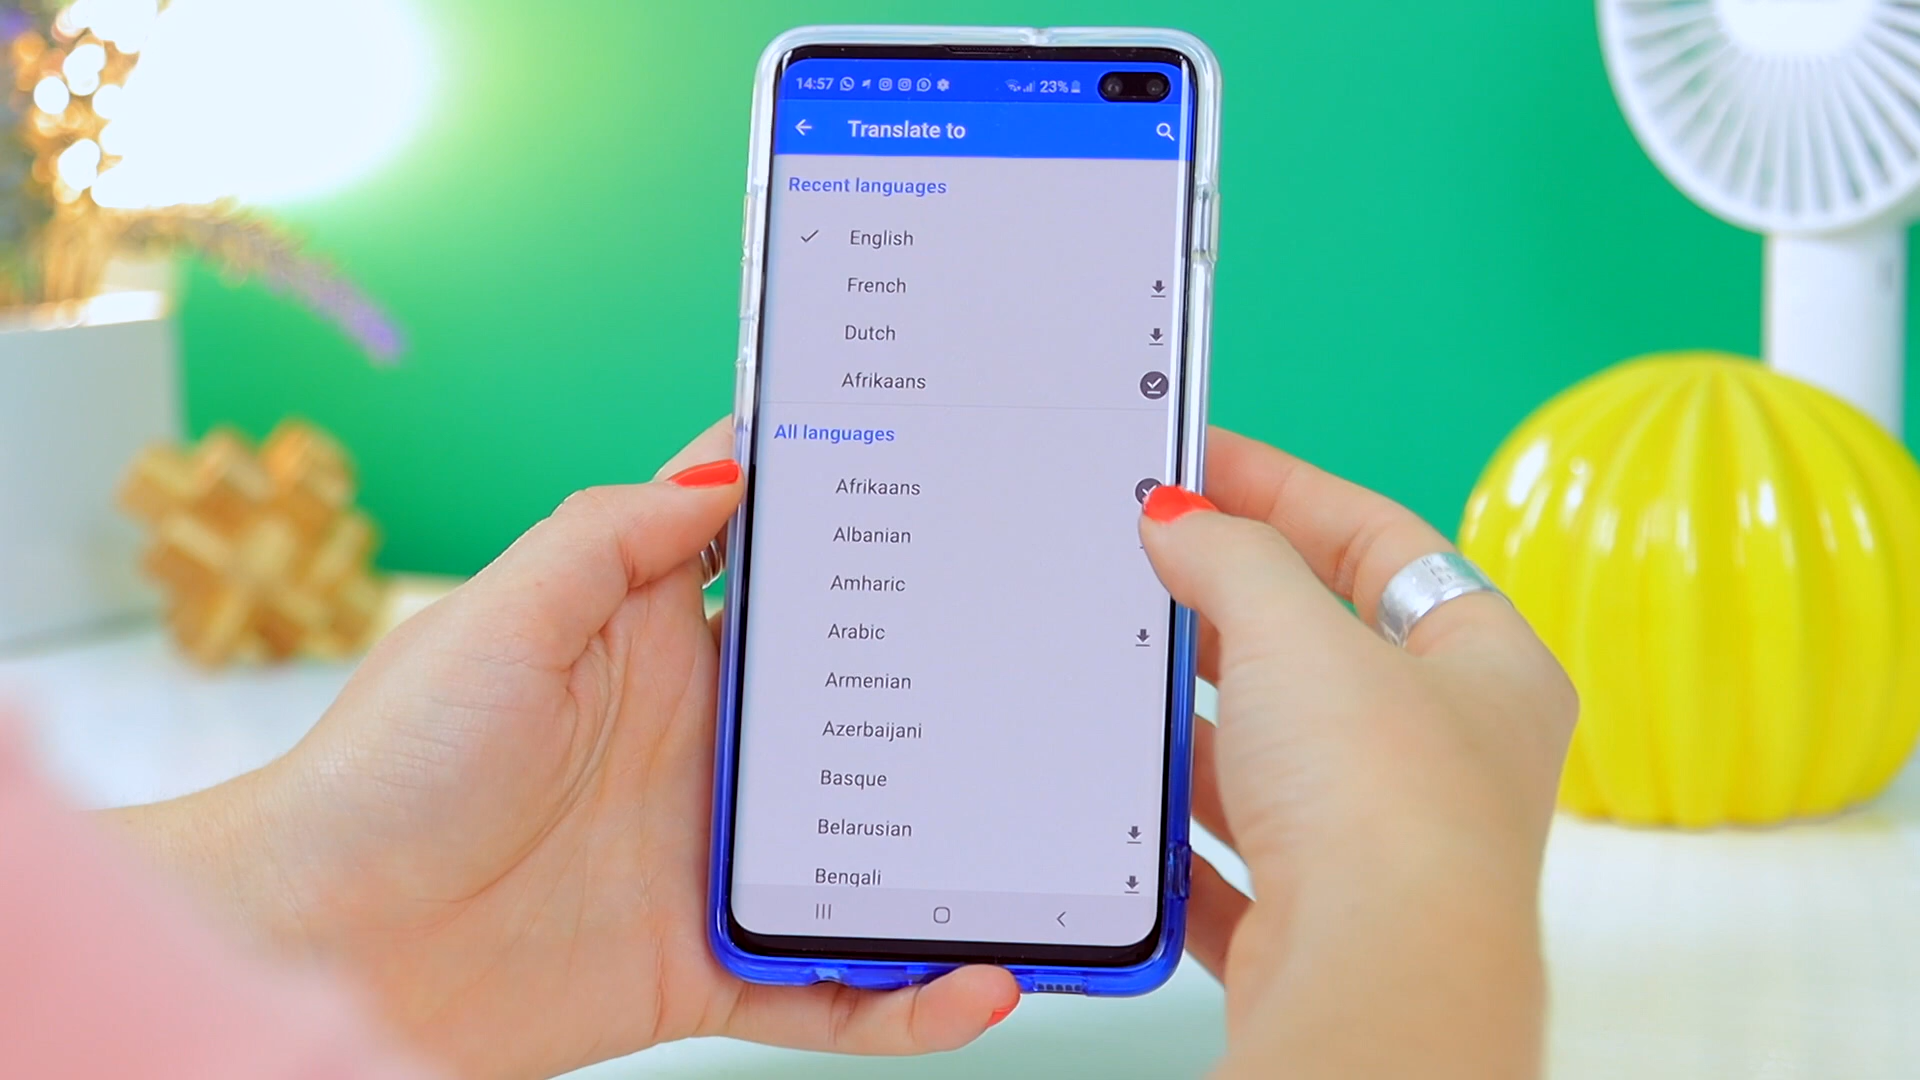 14:57 23%
Translate to
Recent languages
English
French
Dutch
Afrikaans
All languages
Afrikaans
Albanian
Amharic
Arabic
Armenian
Azerbaijani
Basque
Belarusian
Bengali